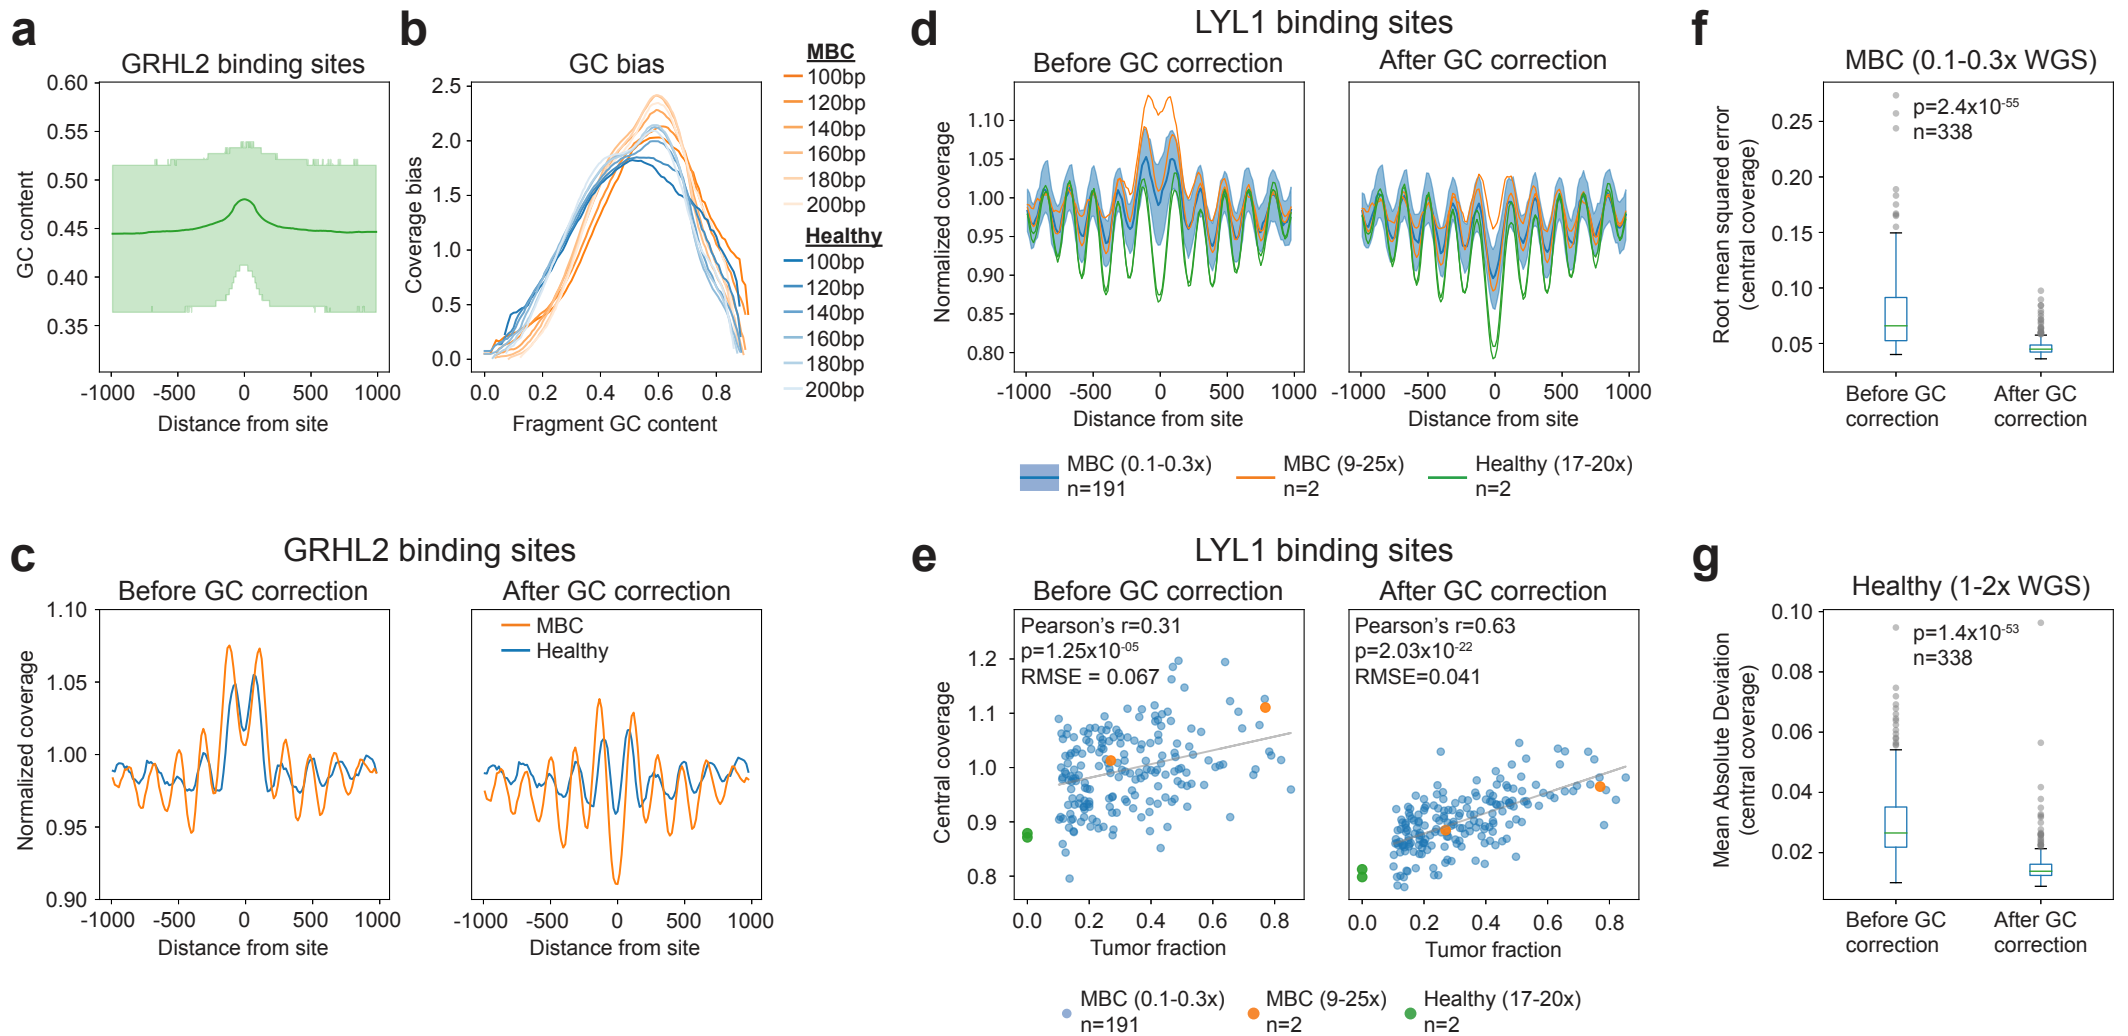 a
GRHL2 binding sites
0.60
0.55
0.50
0.45
0.40
0.35
GC content
-1000
-500
0
500
1000
Distance from site
b
GC bias
2.5
2.0
1.5
1.0
0.5
0.0
Coverage bias
0.0
0.2
0.4
0.6
0.8
Fragment GC content
MBC
100bp
120bp
140bp
160bp
180bp
200bp
Healthy
100bp
120bp
140bp
160bp
180bp
200bp
c
GRHL2 binding sites
Before GC correction
1.10
1.05
1.00
0.95
0.90
Normalized coverage
-1000
-500
0
500
1000
Distance from site
After GC correction
MBC
Healthy
-1000
-500
0
500
1000
Distance from site
d
LYL1 binding sites
Before GC correction
1.10
1.05
1.00
0.95
0.90
0.85
0.80
Normalized coverage
-1000
-500
0
500
1000
Distance from site
After GC correction
-1000
-500
0
500
1000
Distance from site
MBC (0.1-0.3x)
n=191
MBC (9-25x)
n=2
Healthy (17-20x)
n=2
e
LYL1 binding sites
Before GC correction
Pearson's r=0.31
p=1.25x10-05
RMSE = 0.067
1.2
1.1
1.0
0.9
0.8
Central coverage
0.0
0.2
0.4
0.6
0.8
Tumor fraction
After GC correction
Pearson's r=0.63
p=2.03x10-22
RMSE=0.041
0.0
0.2
0.4
0.6
0.8
Tumor fraction
MBC (0.1-0.3x)
n=191
MBC (9-25x)
n=2
Healthy (17-20x)
n=2
f
MBC (0.1-0.3x WGS)
p=2.4x10-55
n=338
0.25
0.20
0.15
0.10
0.05
Root mean squared error
(central coverage)
Before GC
correction
After GC
correction
g
Healthy (1-2x WGS)
p=1.4x10-53
n=338
0.10
0.08
0.06
0.04
0.02
Mean Absolute Deviation
(central coverage)
Before GC
correction
After GC
correction